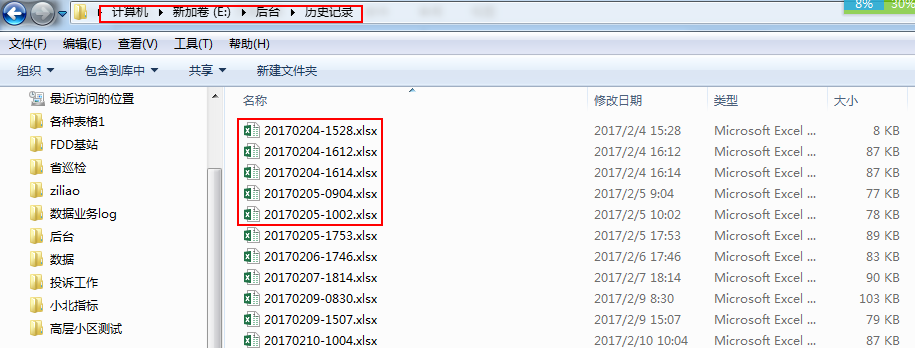 计算机 新加卷 (E:) 后台 历史记录
8% 30%
文件(F) 编辑(E) 查看(V) 工具(T) 帮助(H)
组织 包含到库中 共享 新建文件夹
最近访问的位置
各种表格1
FDD基站
省巡检
ziliao
数据业务log
后台
数据
投诉工作
小北指标
高层小区测试
名称 修改日期 类型 大小
20170204-1528.xlsx 2017/2/4 15:28 Microsoft Excel ... 8 KB
20170204-1612.xlsx 2017/2/4 16:12 Microsoft Excel ... 87 KB
20170204-1614.xlsx 2017/2/4 16:14 Microsoft Excel ... 87 KB
20170205-0904.xlsx 2017/2/5 9:04 Microsoft Excel ... 77 KB
20170205-1002.xlsx 2017/2/5 10:02 Microsoft Excel ... 78 KB
20170205-1753.xlsx 2017/2/5 17:53 Microsoft Excel ... 89 KB
20170206-1746.xlsx 2017/2/6 17:46 Microsoft Excel ... 83 KB
20170207-1814.xlsx 2017/2/7 18:14 Microsoft Excel ... 90 KB
20170209-0830.xlsx 2017/2/9 8:30 Microsoft Excel ... 103 KB
20170209-1507.xlsx 2017/2/9 15:07 Microsoft Excel ... 79 KB
20170210-1004.xlsx 2017/2/10 10:04 Microsoft Excel ... 87 KB